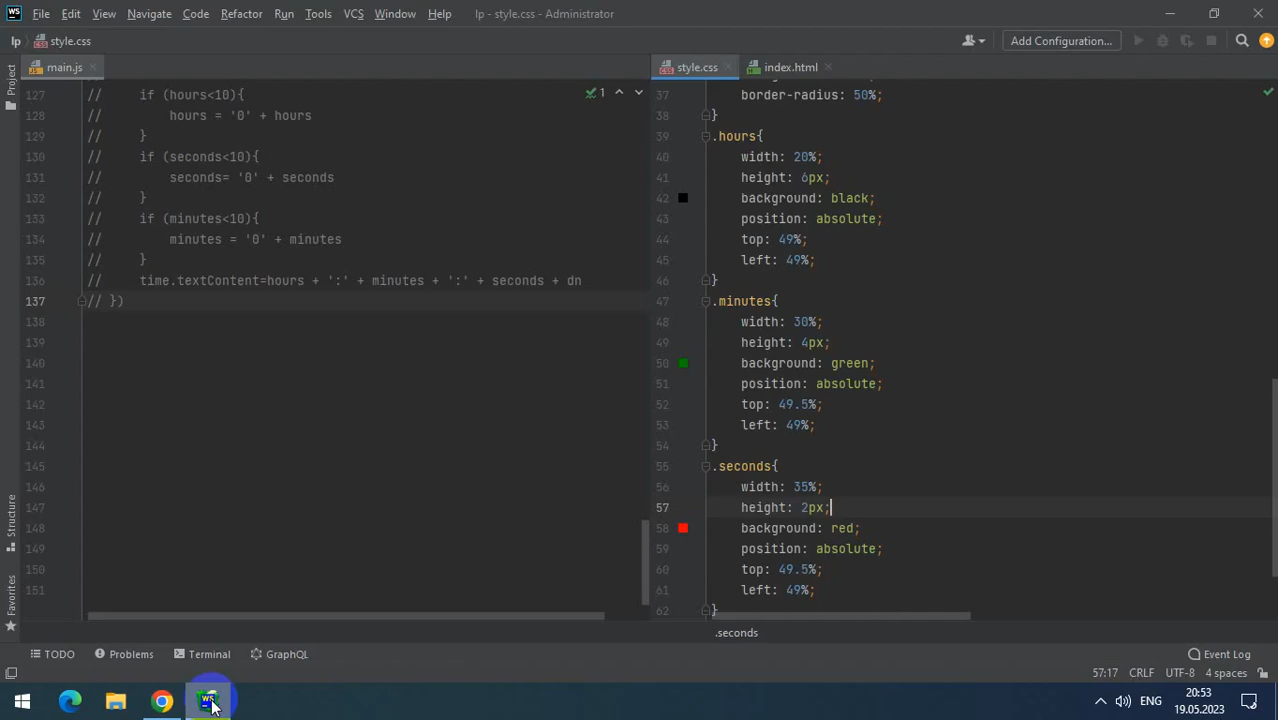 WS File Edit View Navigate Code Refactor Run Tools VCS Window Help lp - style.css - Administrator
lp style.css Add Configuration...
Project
Structure
Favorites
main.js
127 // if (hours<10){
128 // hours = '0' + hours
129 // }
130 // if (seconds<10){
131 // seconds= '0' + seconds
132 // }
133 // if (minutes<10){
134 // minutes = '0' + minutes
135 // }
136 // time.textContent=hours + ':' + minutes + ':' + seconds + dn
137 // })
138
139
140
141
142
143
144
145
146
147
148
149
150
151
1
style.css index.html
37 border-radius: 50%;
38 }
39 .hours{
40 width: 20%;
41 height: 6px;
42 background: black;
43 position: absolute;
44 top: 49%;
45 left: 49%;
46 }
47 .minutes{
48 width: 30%;
49 height: 4px;
50 background: green;
51 position: absolute;
52 top: 49.5%;
53 left: 49%;
54 }
55 .seconds{
56 width: 35%;
57 height: 2px;
58 background: red;
59 position: absolute;
60 top: 49.5%;
61 left: 49%;
62 }
.seconds
TODO Problems Terminal GraphQL Event Log
57:17 CRLF UTF-8 4 spaces
WS ENG 20:53
19.05.2023